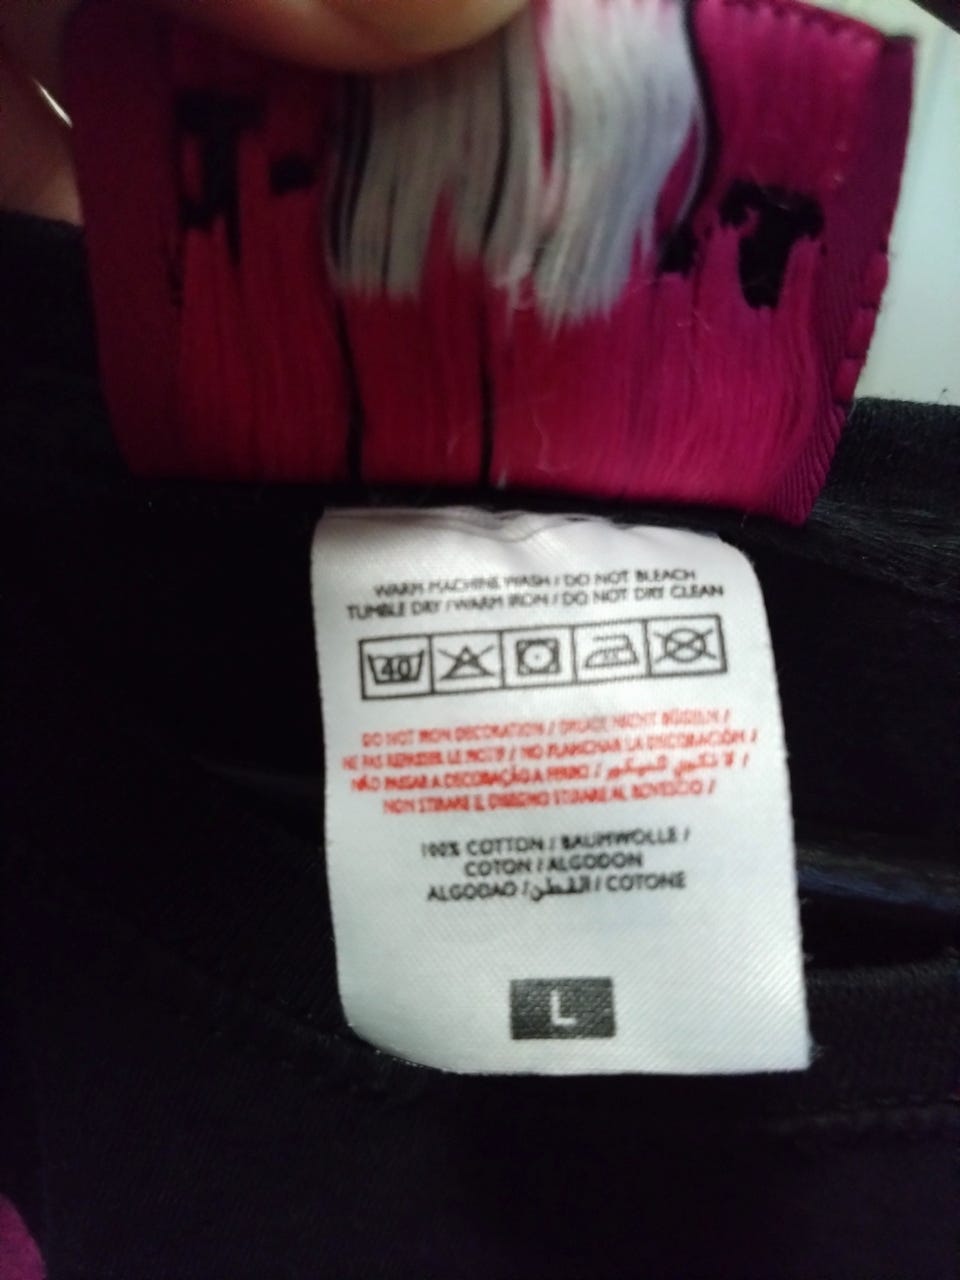 WARM MACHINE WASH / DO NOT BLEACH
TUMBLE DRY / WARM IRON / DO NOT DRY CLEAN
40
DO NOT IRON DECORATION / DRUCK NICHT BÜGELN /
NE PAS REPASSER LE MOTIF / NO PLANCHAR LA DECORACIÓN /
NÃO PASSAR A DECORAÇÃO A FERRO / لا تكوي الديكور /
NON STIRARE IL DISEGNO STIRARE AL ROVESCIO /
100% COTTON / BAUMWOLLE /
COTON / ALGODON
ALGODAO / القطن / COTONE
L